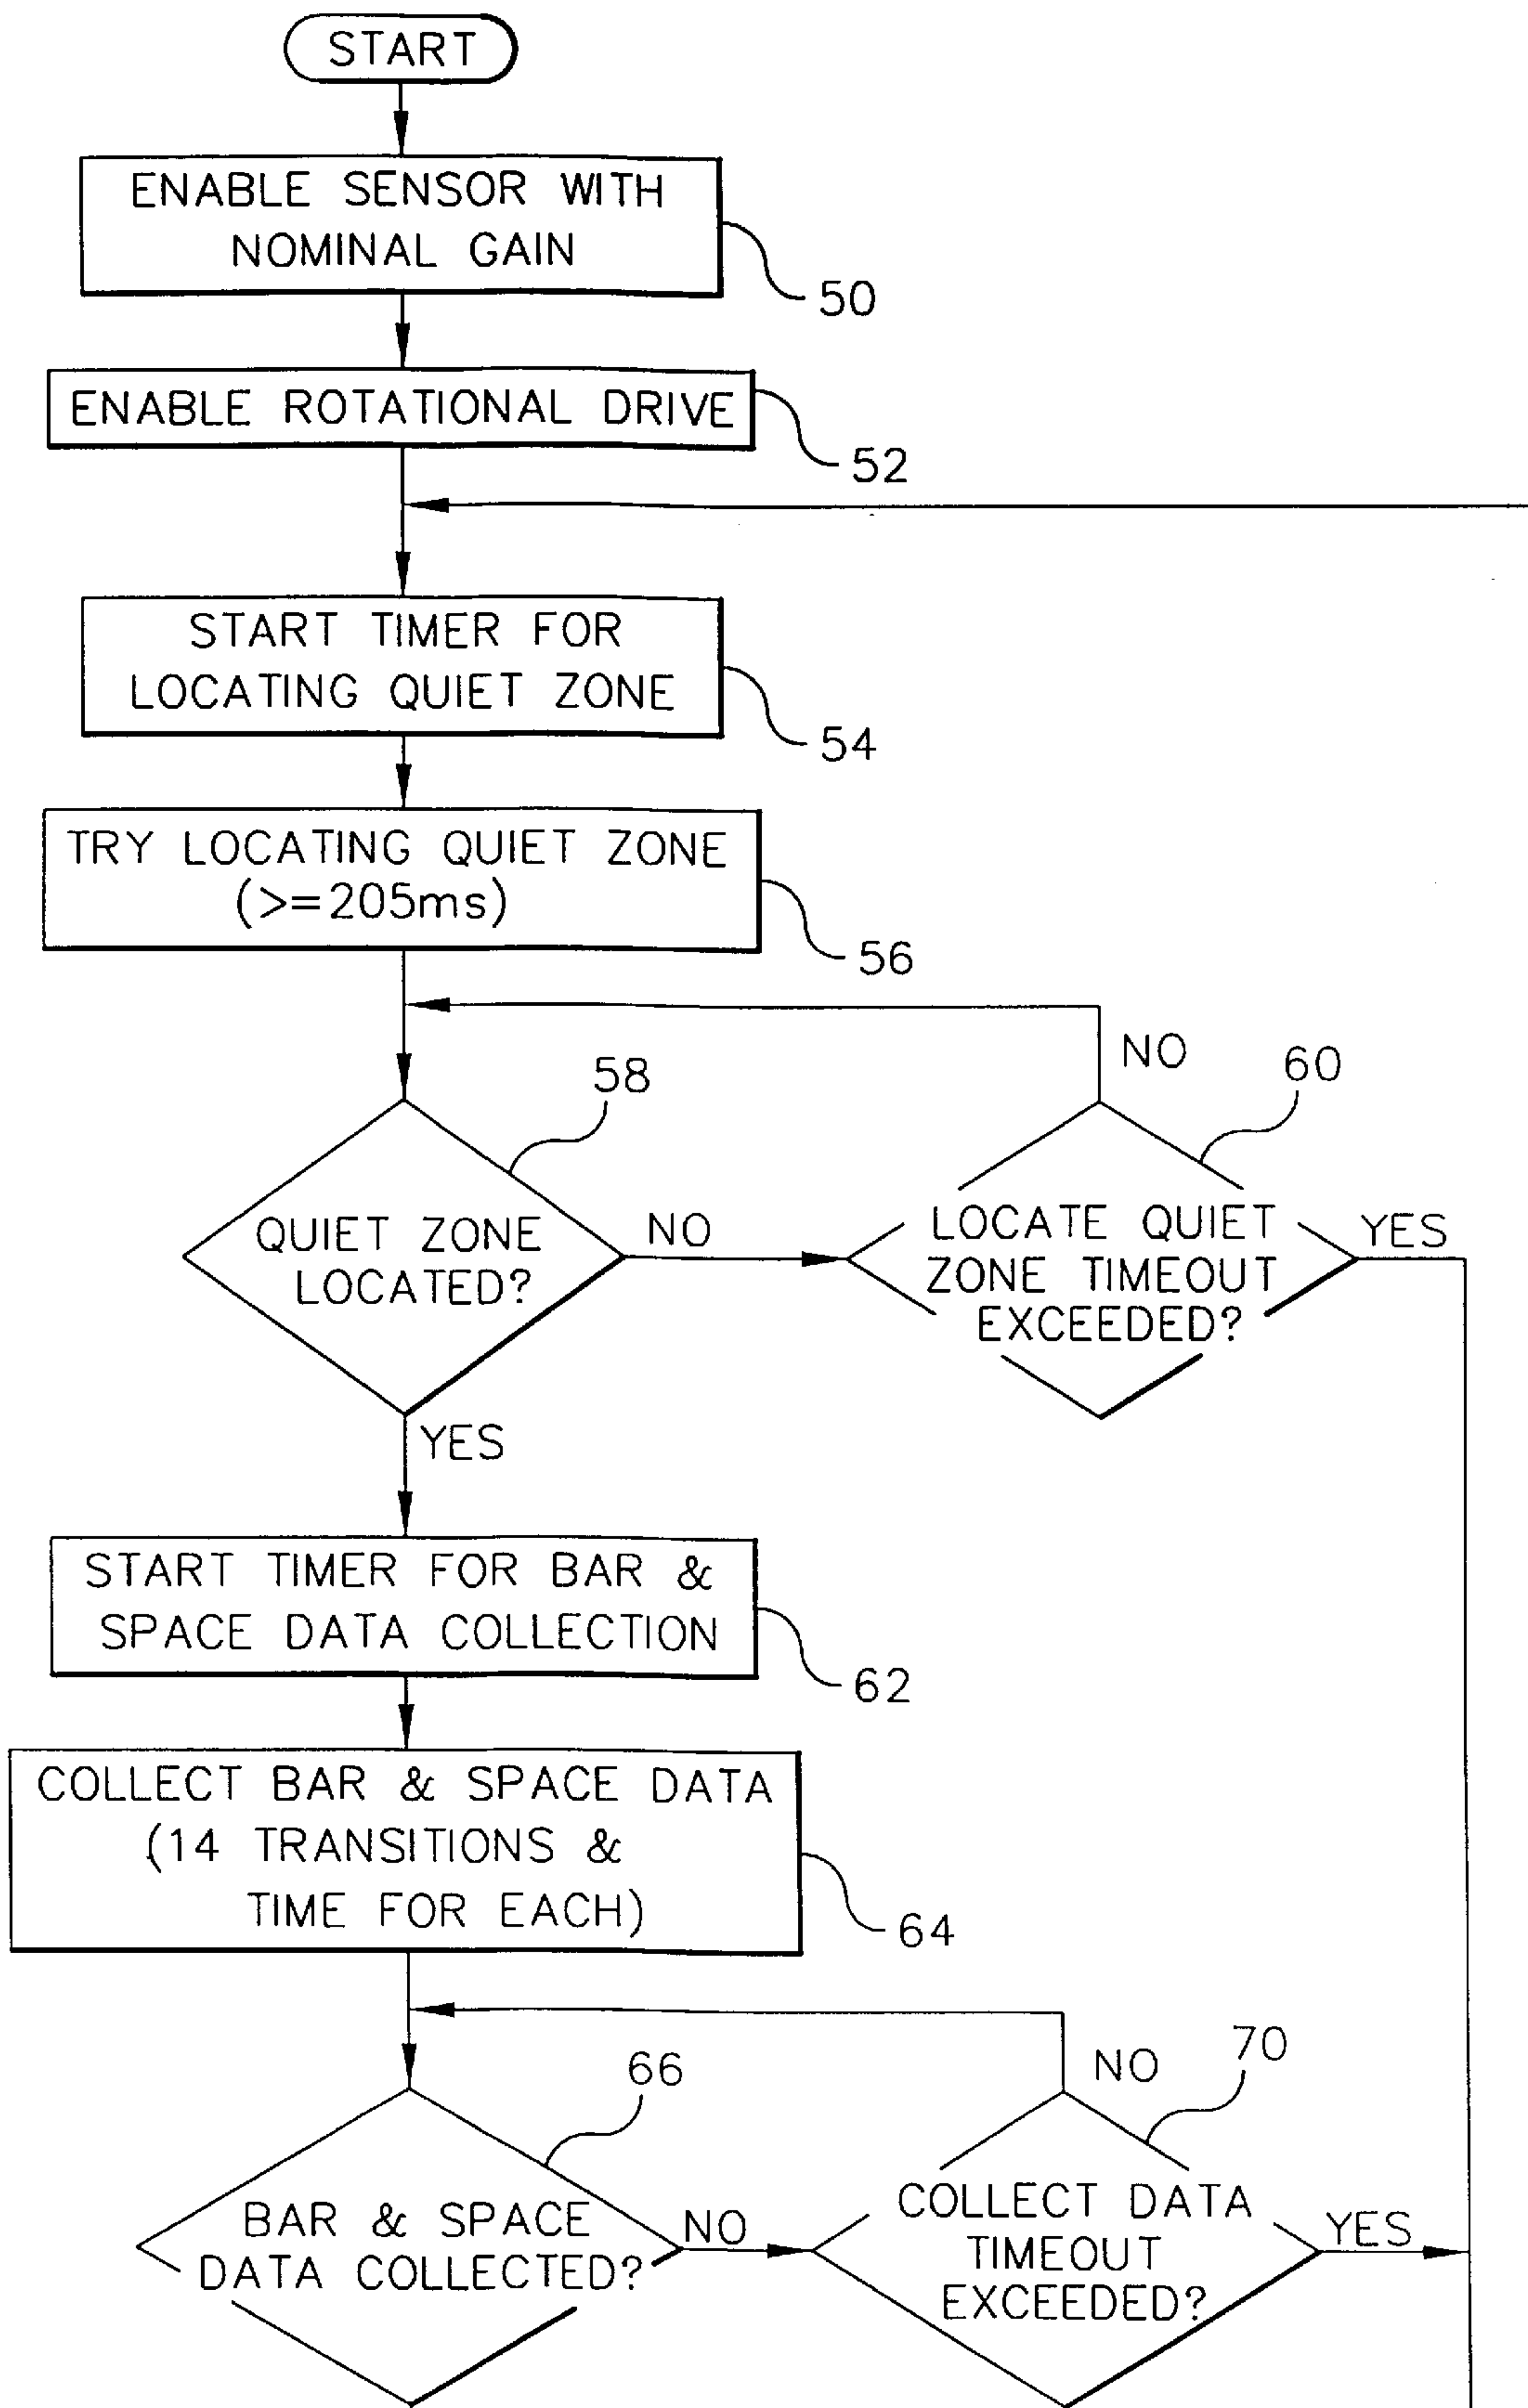 START
ENABLE SENSOR WITH
NOMINAL GAIN
50
ENABLE ROTATIONAL DRIVE
52
START TIMER FOR
LOCATING QUIET ZONE
54
TRY LOCATING QUIET ZONE
(>=205ms)
56
NO
58
60
QUIET ZONE
LOCATED?
NO
LOCATE QUIET
ZONE TIMEOUT
EXCEEDED?
YES
YES
START TIMER FOR BAR &
SPACE DATA COLLECTION
62
COLLECT BAR & SPACE DATA
(14 TRANSITIONS &
TIME FOR EACH)
64
66
NO
70
BAR & SPACE
DATA COLLECTED?
NO
COLLECT DATA
TIMEOUT
EXCEEDED?
YES